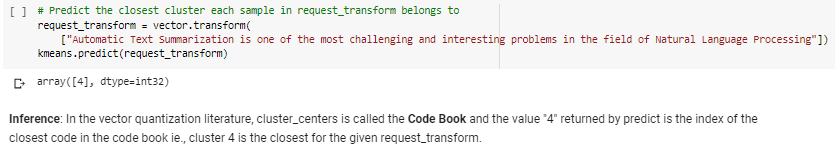 [ ] # Predict the closest cluster each sample in request_transform belongs to
request_transform = vector.transform(
["Automatic Text Summarization is one of the most challenging and interesting problems in the field of Natural Language Processing"])
kmeans.predict(request_transform)
array([4], dtype=int32)
Inference: In the vector quantization literature, cluster_centers is called the Code Book and the value "4" returned by predict is the index of the
closest code in the code book ie., cluster 4 is the closest for the given request_transform.